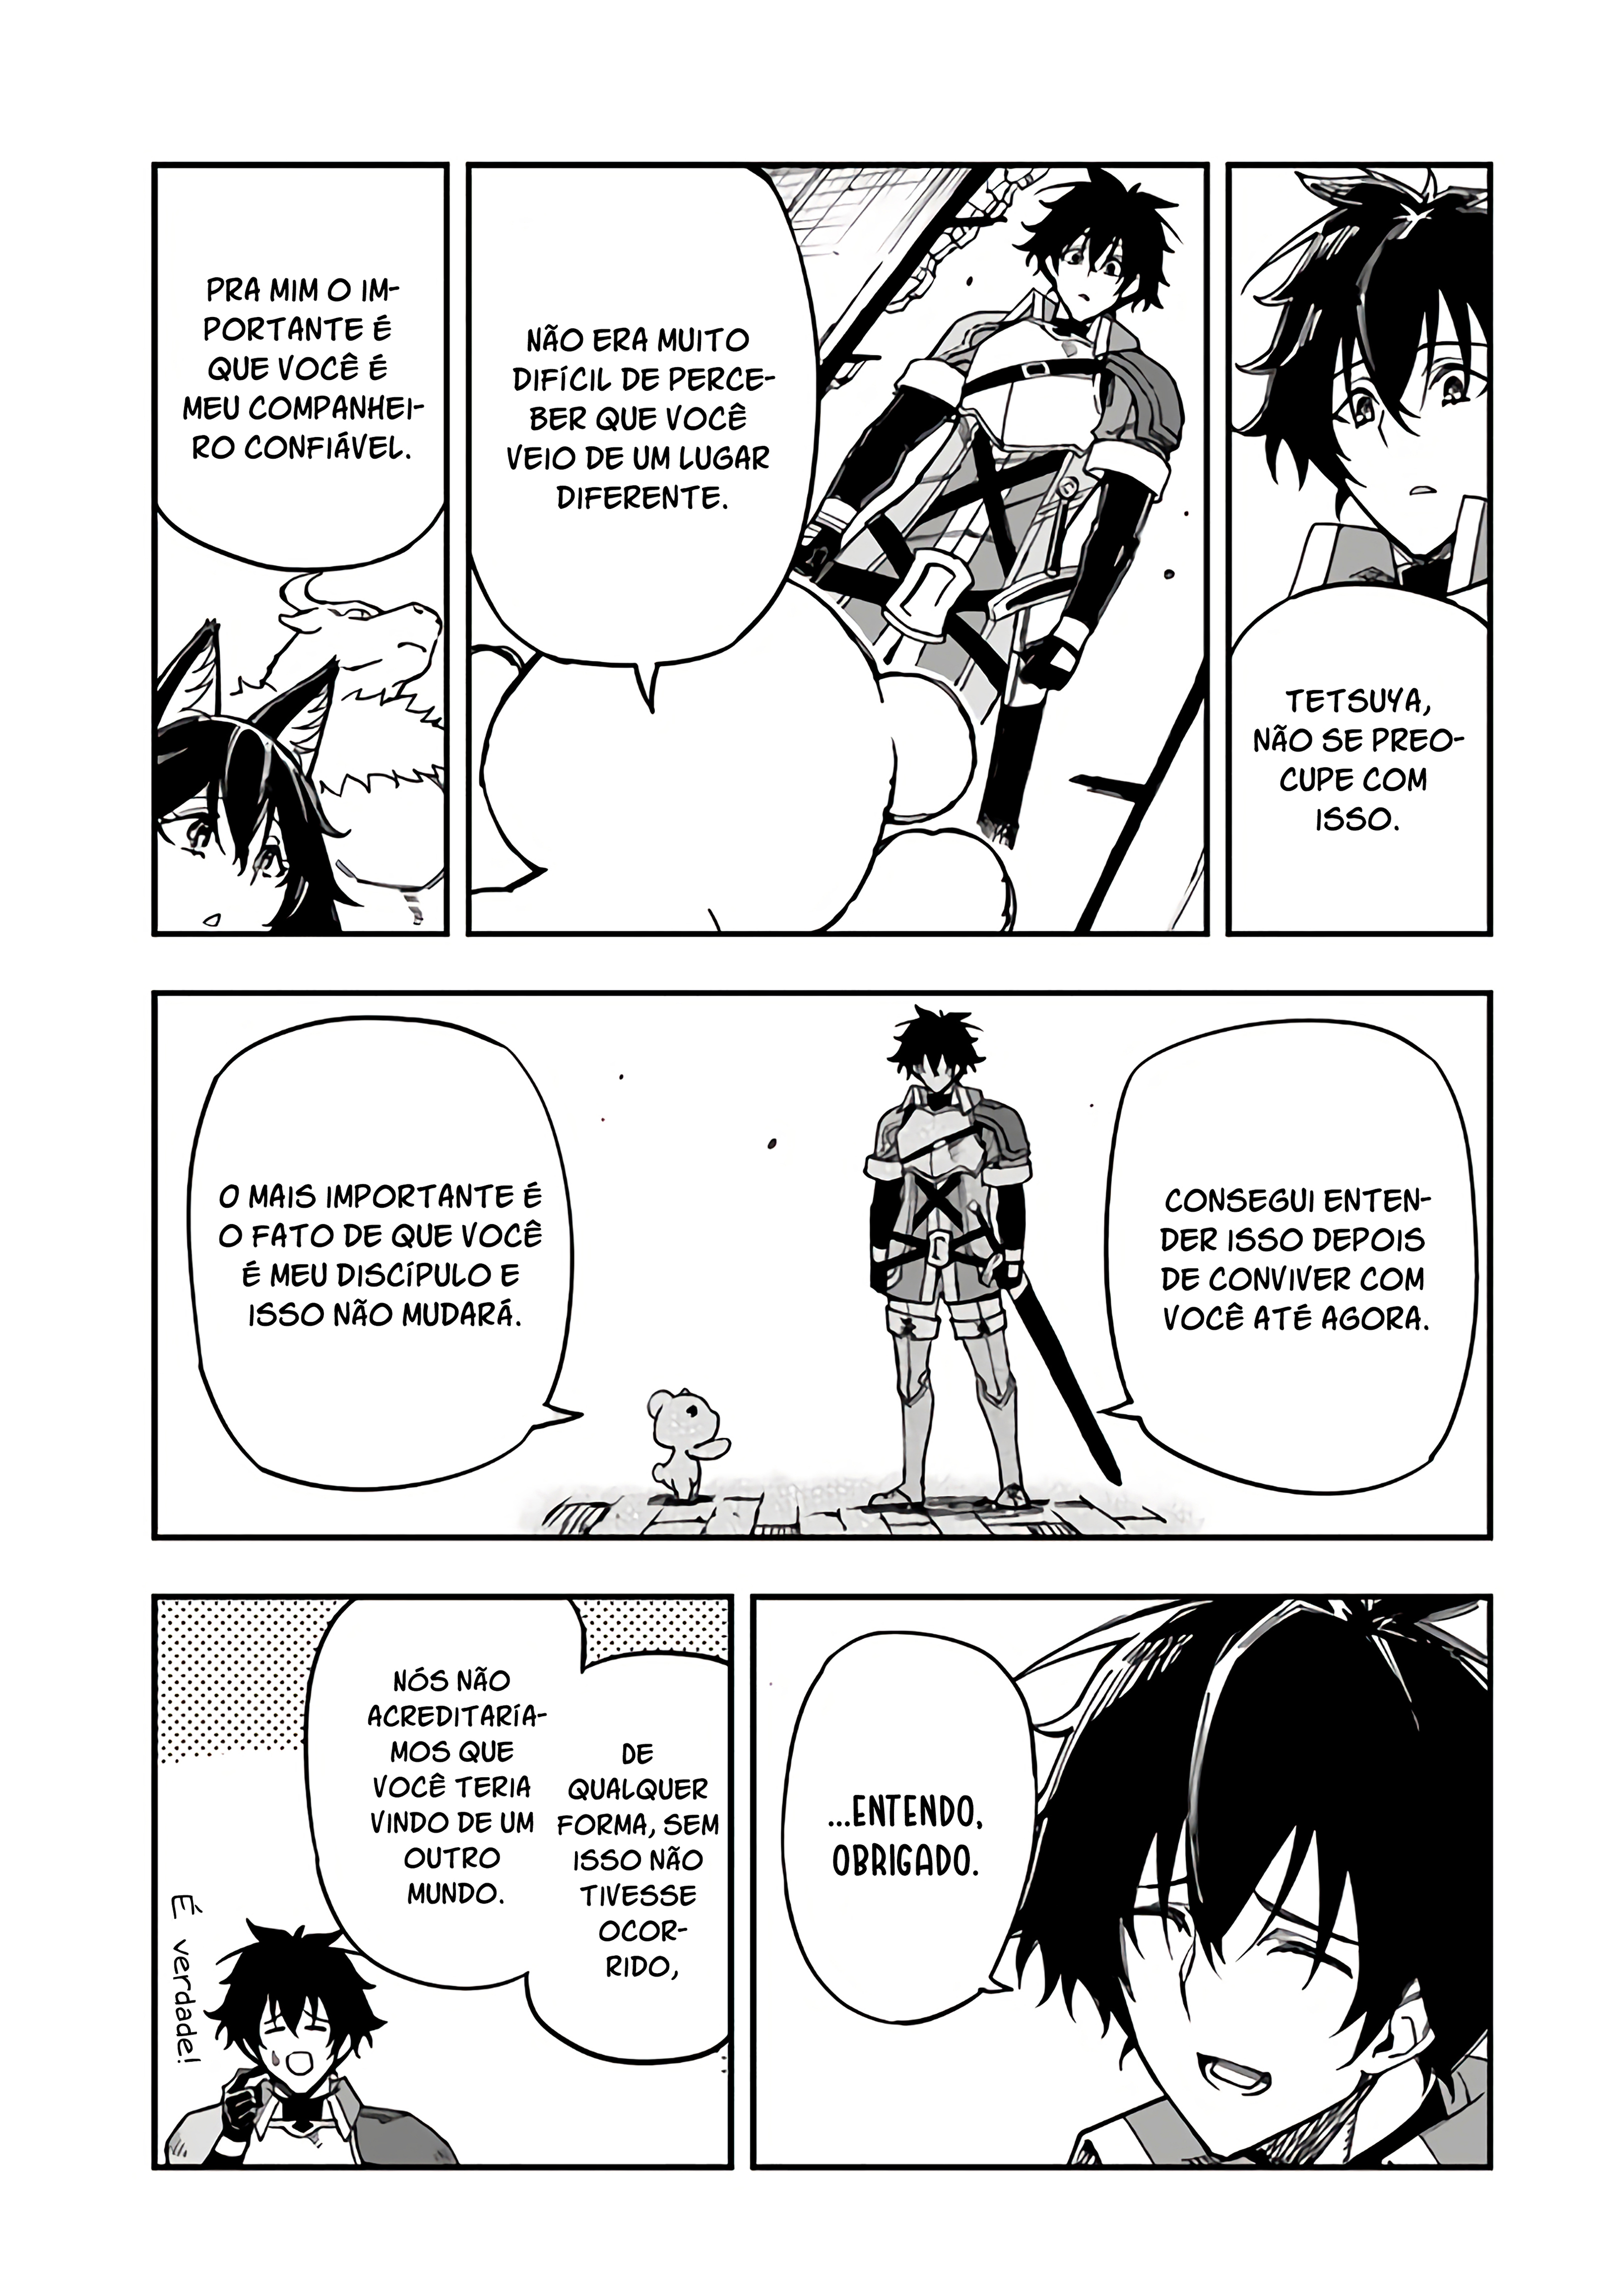 TETSUYA,
NÃO SE PREO-
CUPE COM
ISSO.
NÃO ERA MUITO
DIFÍCIL DE PERCE-
BER QUE VOCÊ
VEIO DE UM LUGAR
DIFERENTE.
PRA MIM O IM-
PORTANTE É
QUE VOCÊ É
MEU COMPANHEI-
RO CONFIÁVEL.
CONSEGUI ENTEN-
DER ISSO DEPOIS
DE CONVIVER COM
VOCÊ ATÉ AGORA.
O MAIS IMPORTANTE É
O FATO DE QUE VOCÊ
É MEU DISCÍPULO E
ISSO NÃO MUDARÁ.
...ENTENDO,
OBRIGADO.
DE
QUALQUER
FORMA, SEM
ISSO NÃO
TIVESSE
OCOR-
RIDO,
NÓS NÃO
ACREDITARÍA-
MOS QUE
VOCÊ TERIA
VINDO DE UM
OUTRO
MUNDO.
É verdade!